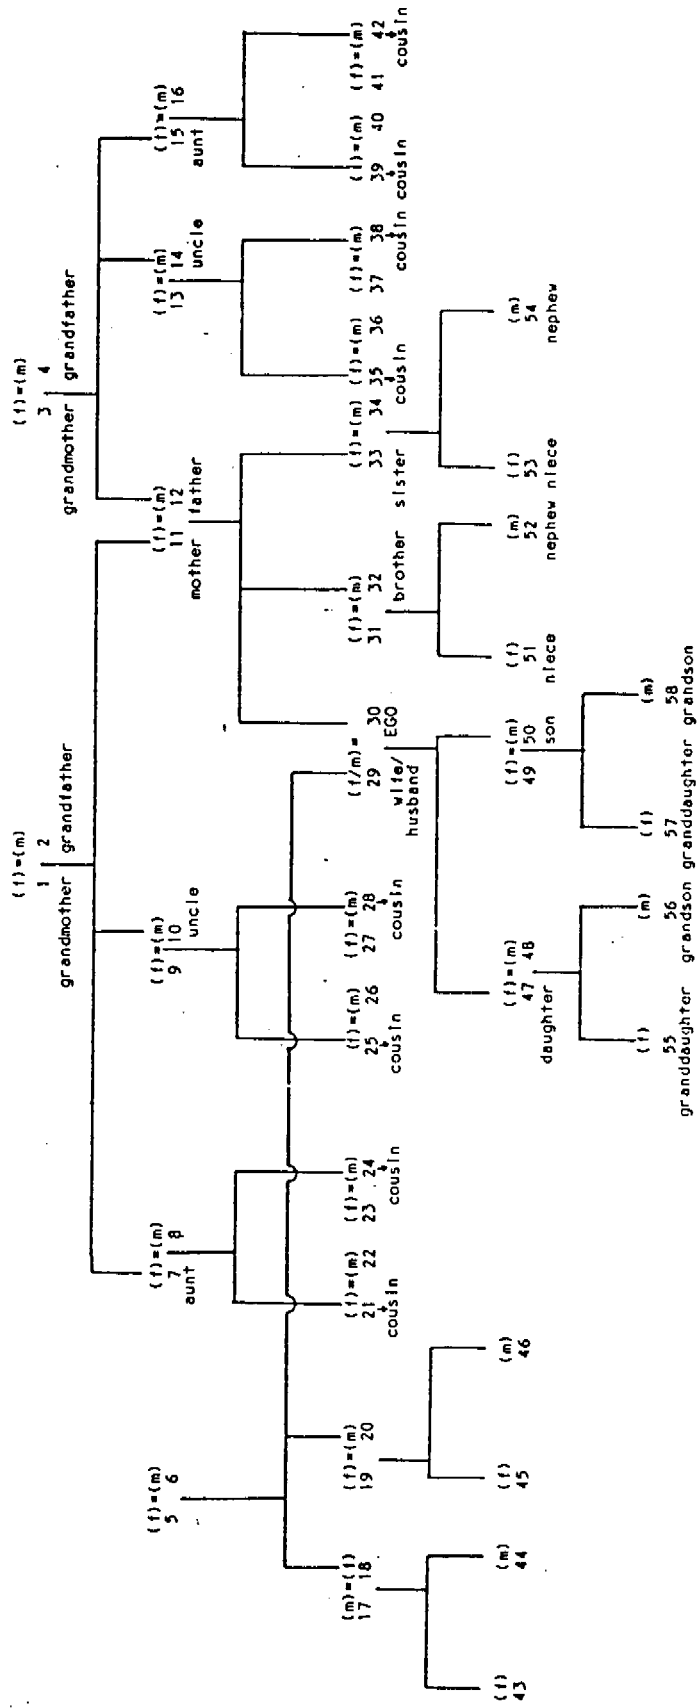 (f)=(m) (f)=(m)
1 2 3 4
grandmother grandfather grandmother grandfather
(f)=(m) (f)=(m) (f)=(m) (f)=(m) (f)=(m) (f)=(m)
5 6 7 8 9 10 11 12 13 14 15 16
aunt uncle mother father uncle aunt
(m)=(f) (f)=(m) (f)=(m) (f)=(m) (f)=(m) (f)=(m) (f/m)= (f)=(m) (f)=(m) (f)=(m) (f)=(m) (f)=(m) (f)=(m)
17 18 19 20 21 22 23 24 25 26 27 28 29 30 31 32 33 34 35 36 37 38 39 40 41 42
cousin cousin cousin cousin wife/ EGO brother sister cousin cousin cousin cousin
husband
(f) (m) (f) (m) (f)=(m) (f)=(m) (f) (m) (f) (m)
43 44 45 46 47 48 49 50 51 52 53 54
daughter son niece nephew niece nephew
(f) (m) (f) (m)
55 56 57 58
granddaughter grandson granddaughter grandson